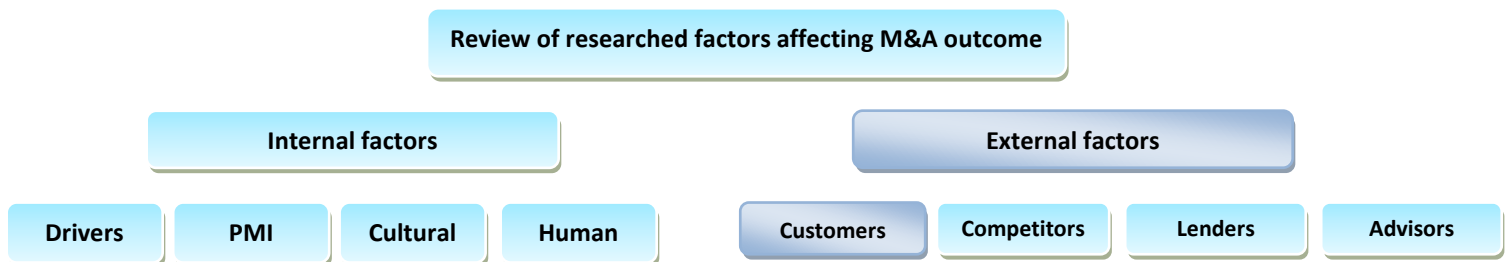 Review of researched factors affecting M&A outcome
Internal factors
External factors
Drivers
PMI
Cultural
Human
Customers
Competitors
Lenders
Advisors